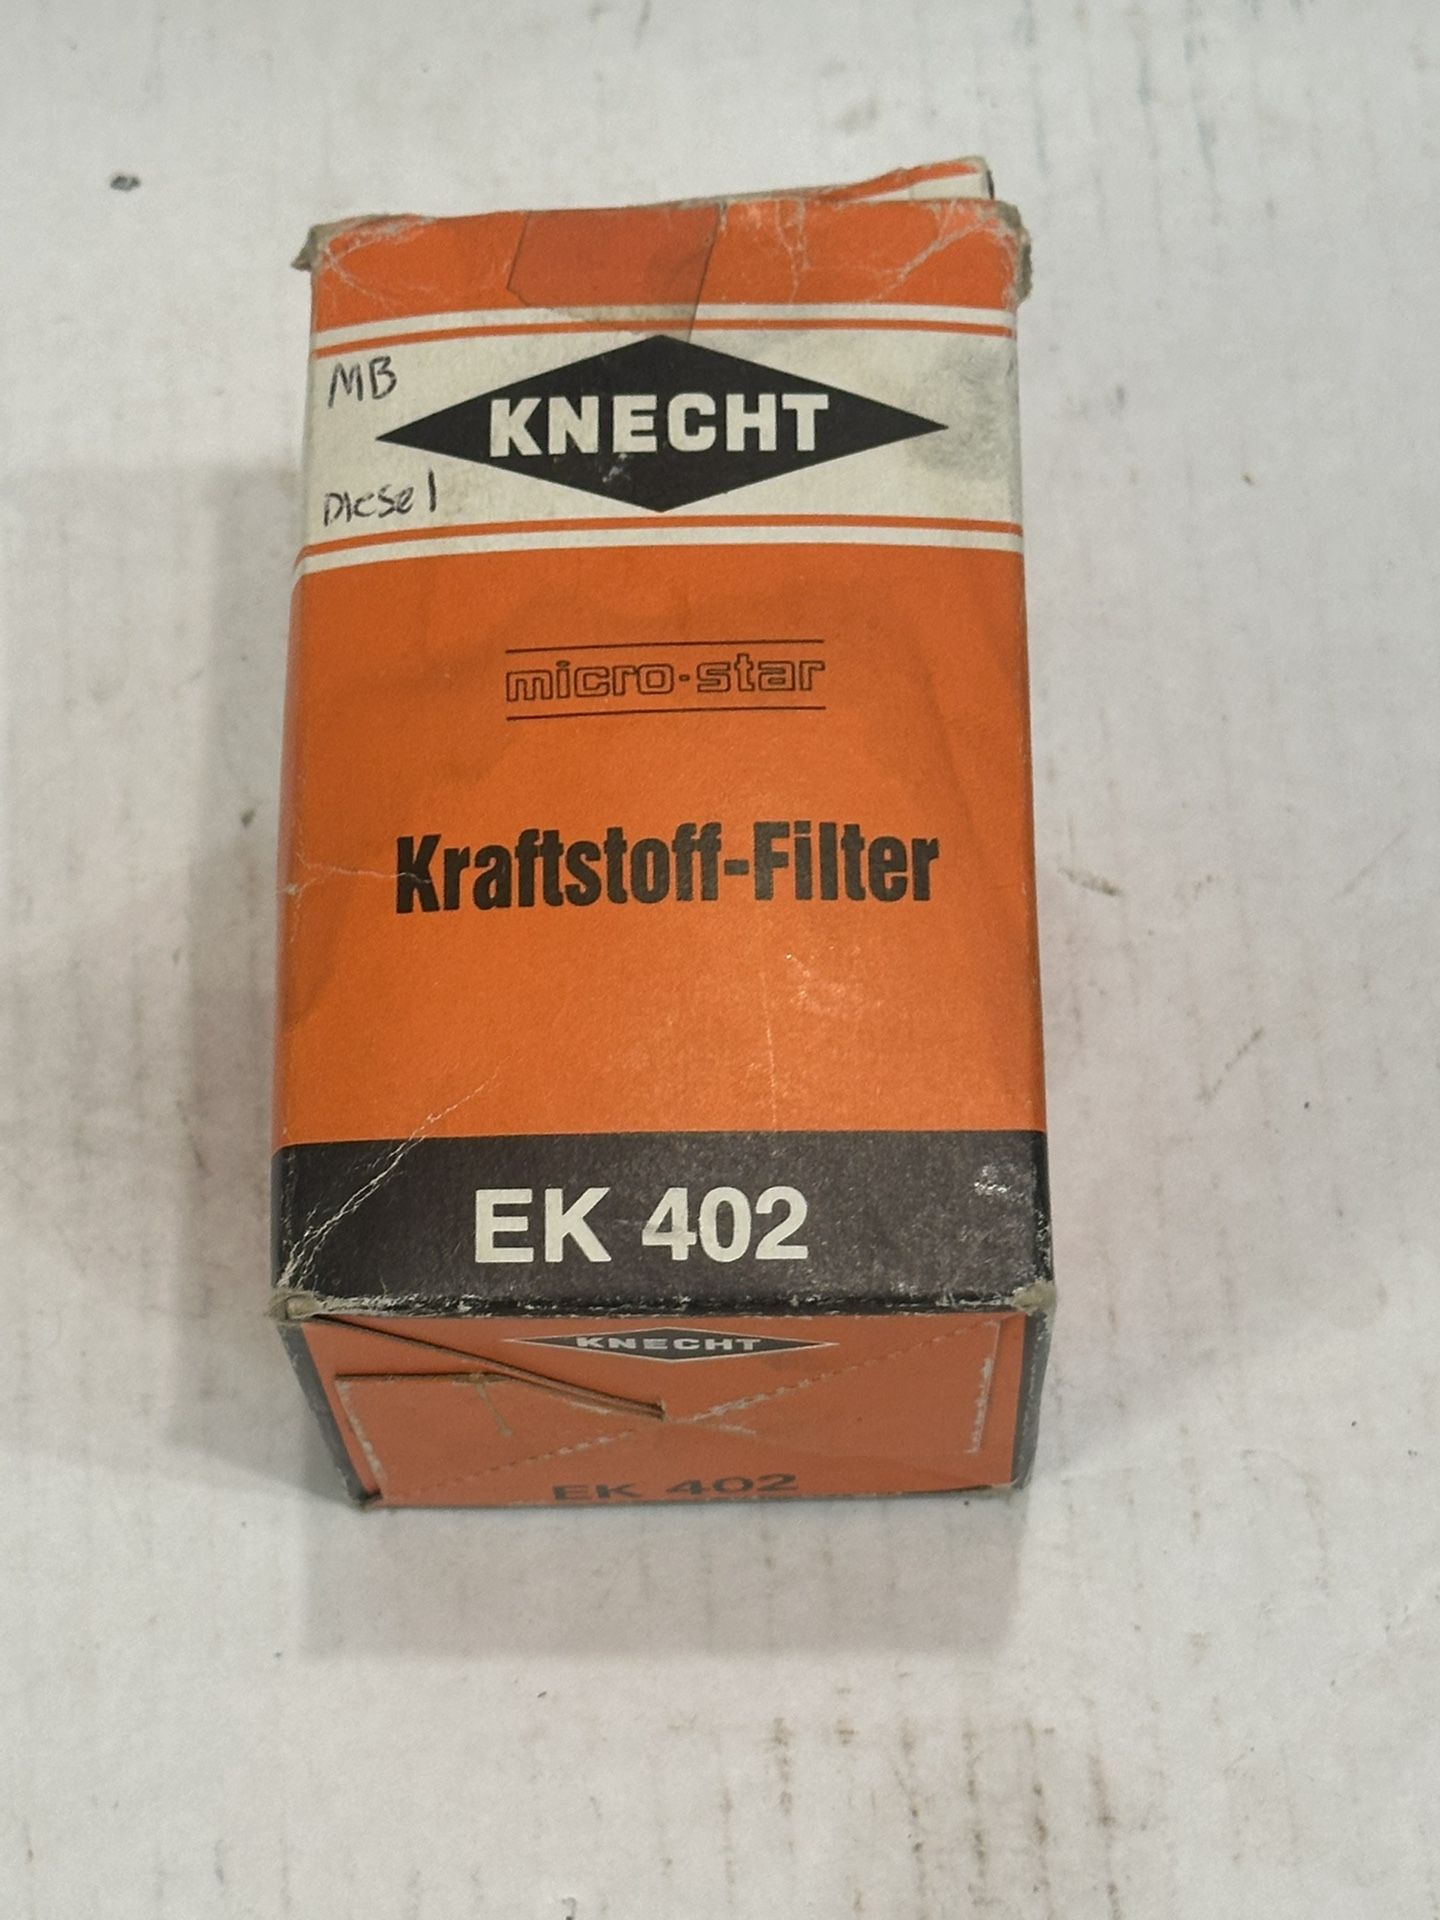 MB
KNECHT
Diesel
micro-star
Kraftstoff-Filter
EK 402
KNECHT
EK 402